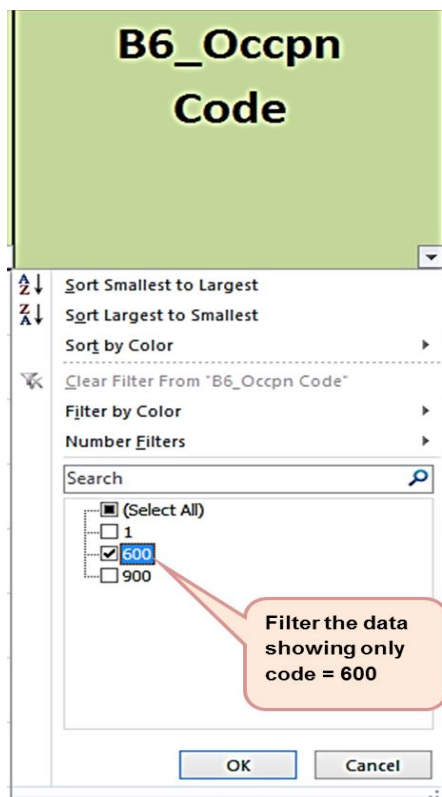 B6_Occpn
Code
A
Z
Sort Smallest to Largest
Z
A
Sort Largest to Smallest
Sort by Color
Clear Filter From "B6_Occpn Code"
Filter by Color
Number Filters
Search
(Select All)
1
600
900
Filter the data
showing only
code = 600
OK
Cancel